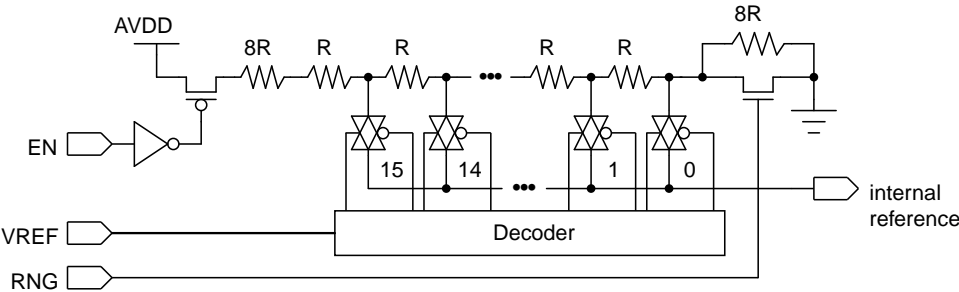 8R
AVDD
8R R R R R
EN
15 14 1 0
internal
reference
VREF Decoder
RNG